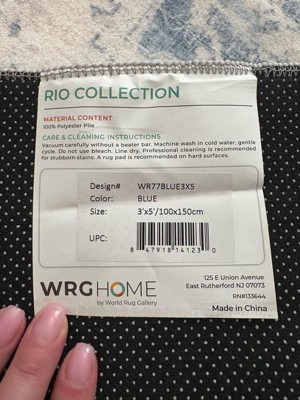 RIO COLLECTION
MATERIAL CONTENT
100% Polyester Pile
CARE & CLEANING INSTRUCTIONS
Vacuum carefully without a beater bar. Machine wash in cold water, gentle
cycle. Do not use bleach. Line dry. Professional cleaning is recommended
for stubborn stains. A rug pad is recommended on hard surfaces.
Design# WR77BLUE3X5
Color: BLUE
Size: 3'x5'/100x150cm
UPC: 8 47918 14123 0
125 E Union Avenue
East Rutherford NJ 07073
RN#133644
Made in China
WRGHOME
by World Rug Gallery